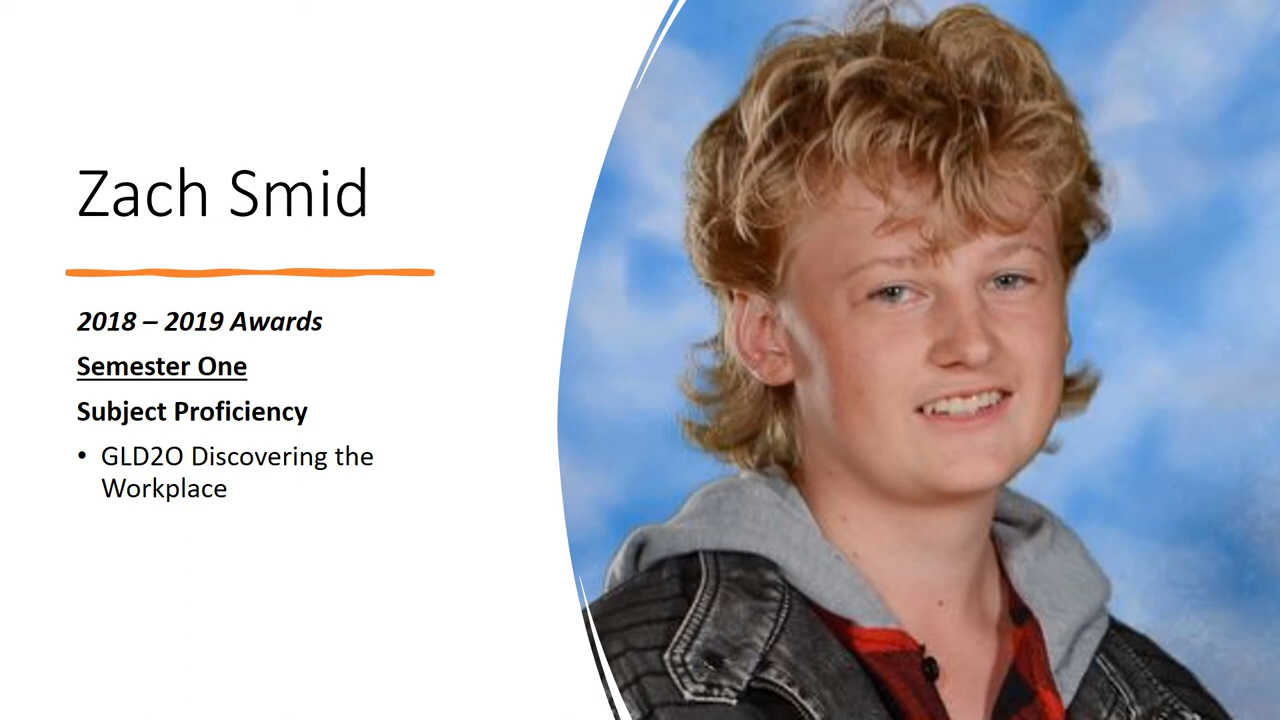 Zach Smid
2018 – 2019 Awards
Semester One
Subject Proficiency
• GLD2O Discovering the
Workplace